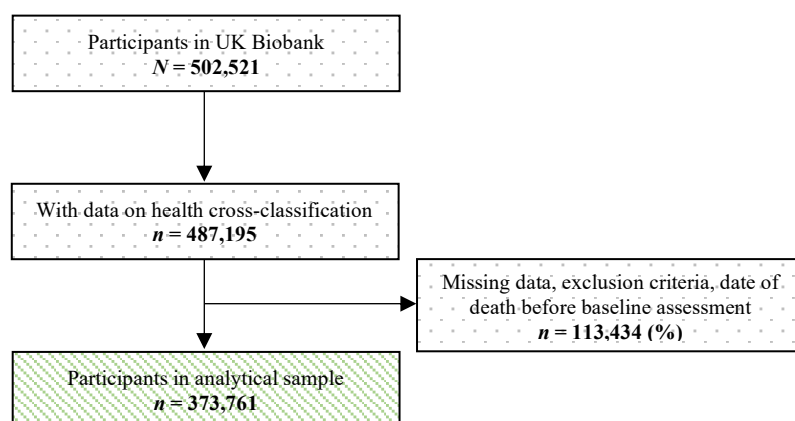 Participants in UK Biobank
N = 502,521
With data on health cross-classification
n = 487,195
Missing data, exclusion criteria, date of
death before baseline assessment
n = 113,434 (%)
Participants in analytical sample
n = 373,761